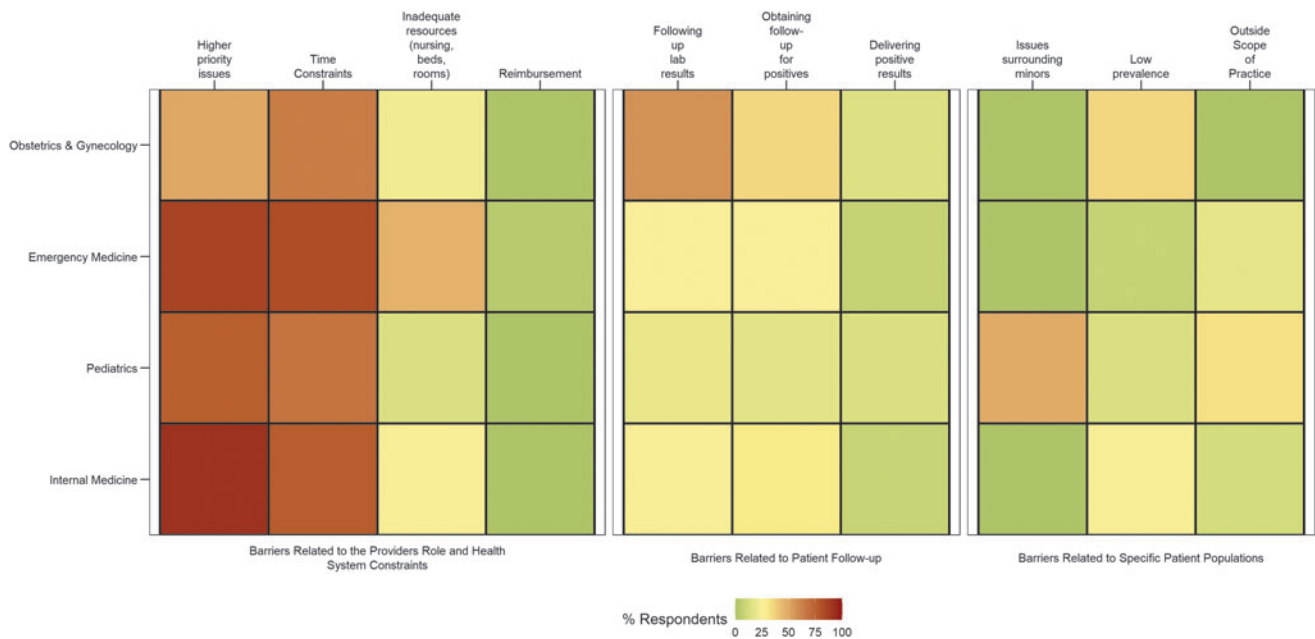 Higher
priority
issues
Time
Constraints
Inadequate
resources
(nursing,
beds,
rooms)
Reimbursement
Following
up
lab
results
Obtaining
follow-
up
for
positives
Delivering
positive
results
Issues
surrounding
minors
Low
prevalence
Outside
Scope
of
Practice
Obstetrics & Gynecology
Emergency Medicine
Pediatrics
Internal Medicine
Barriers Related to the Providers Role and Health
System Constraints
Barriers Related to Patient Follow-up
Barriers Related to Specific Patient Populations
% Respondents
0 25 50 75 100